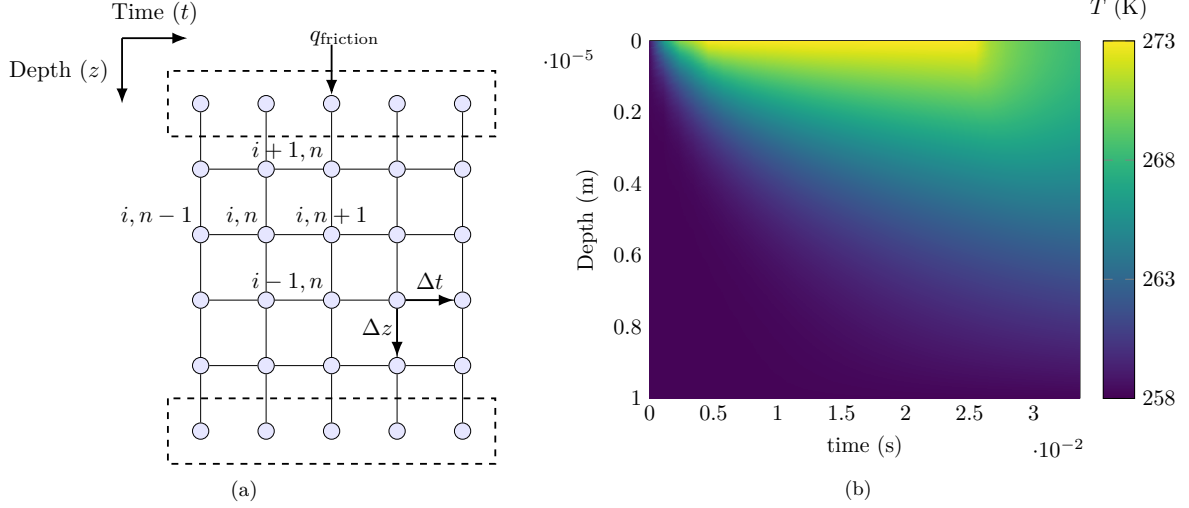 Time (t)
Depth (z)
q_friction
i + 1, n
i, n − 1
i, n
i, n + 1
i − 1, n
Δt
Δz
(a)
T (K)
·10⁻⁵
0
0.2
0.4
0.6
0.8
1
Depth (m)
0
0.5
1
1.5
2
2.5
3
time (s)
·10⁻²
273
268
263
258
(b)